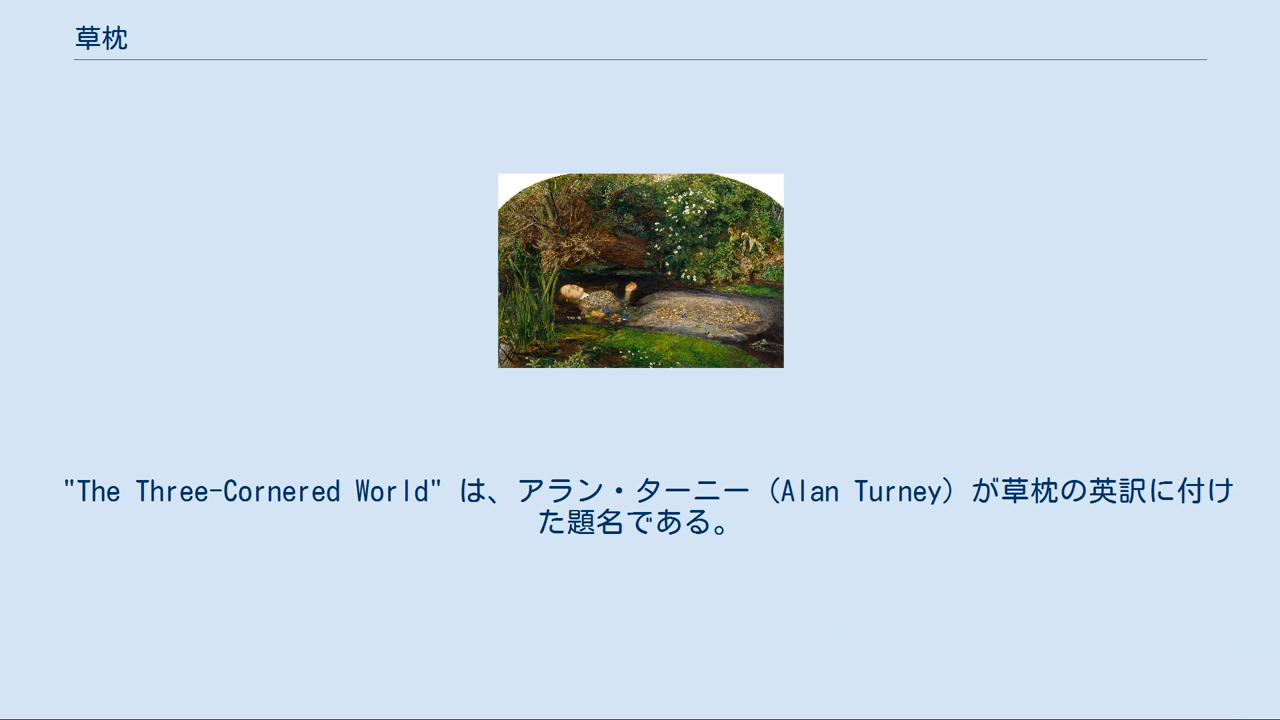 草枕
"The Three-Cornered World" は、アラン・ターニー（Alan Turney）が草枕の英訳に付け
た題名である。